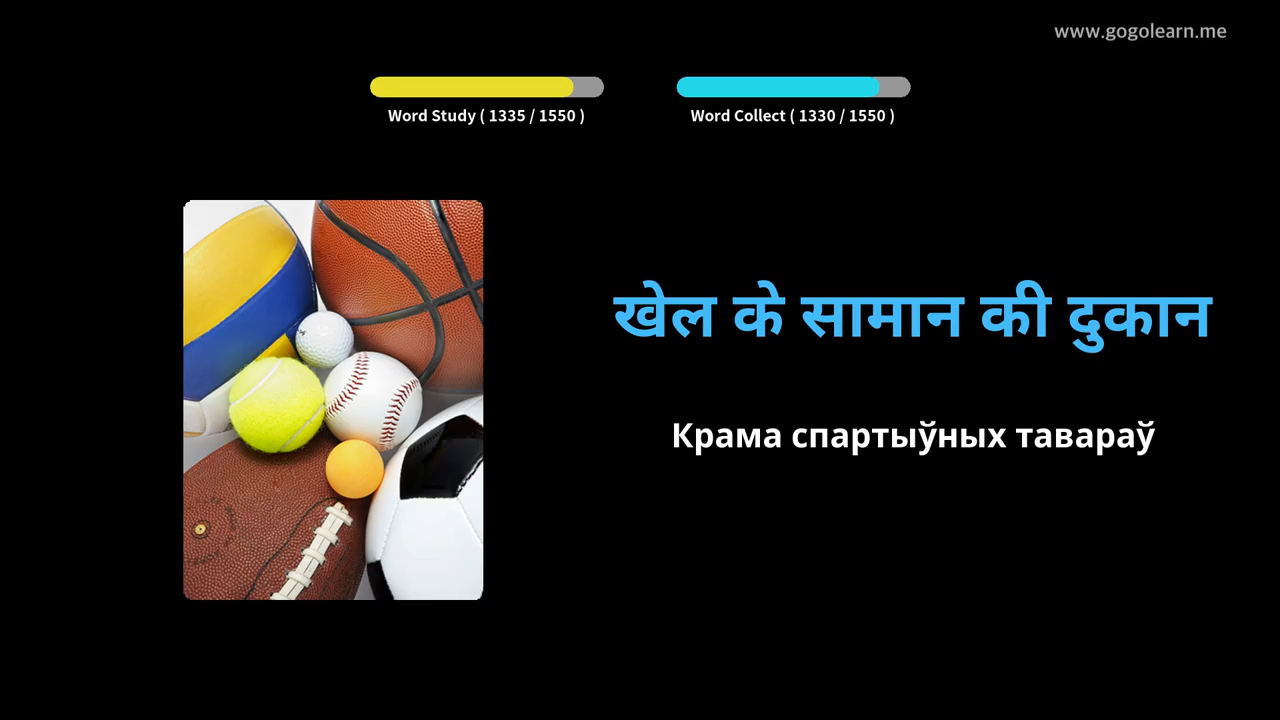 www.gogolearn.me
Word Study ( 1335 / 1550 )
Word Collect ( 1330 / 1550 )
खेल के सामान की दुकान
Крама спартыўных тавараў